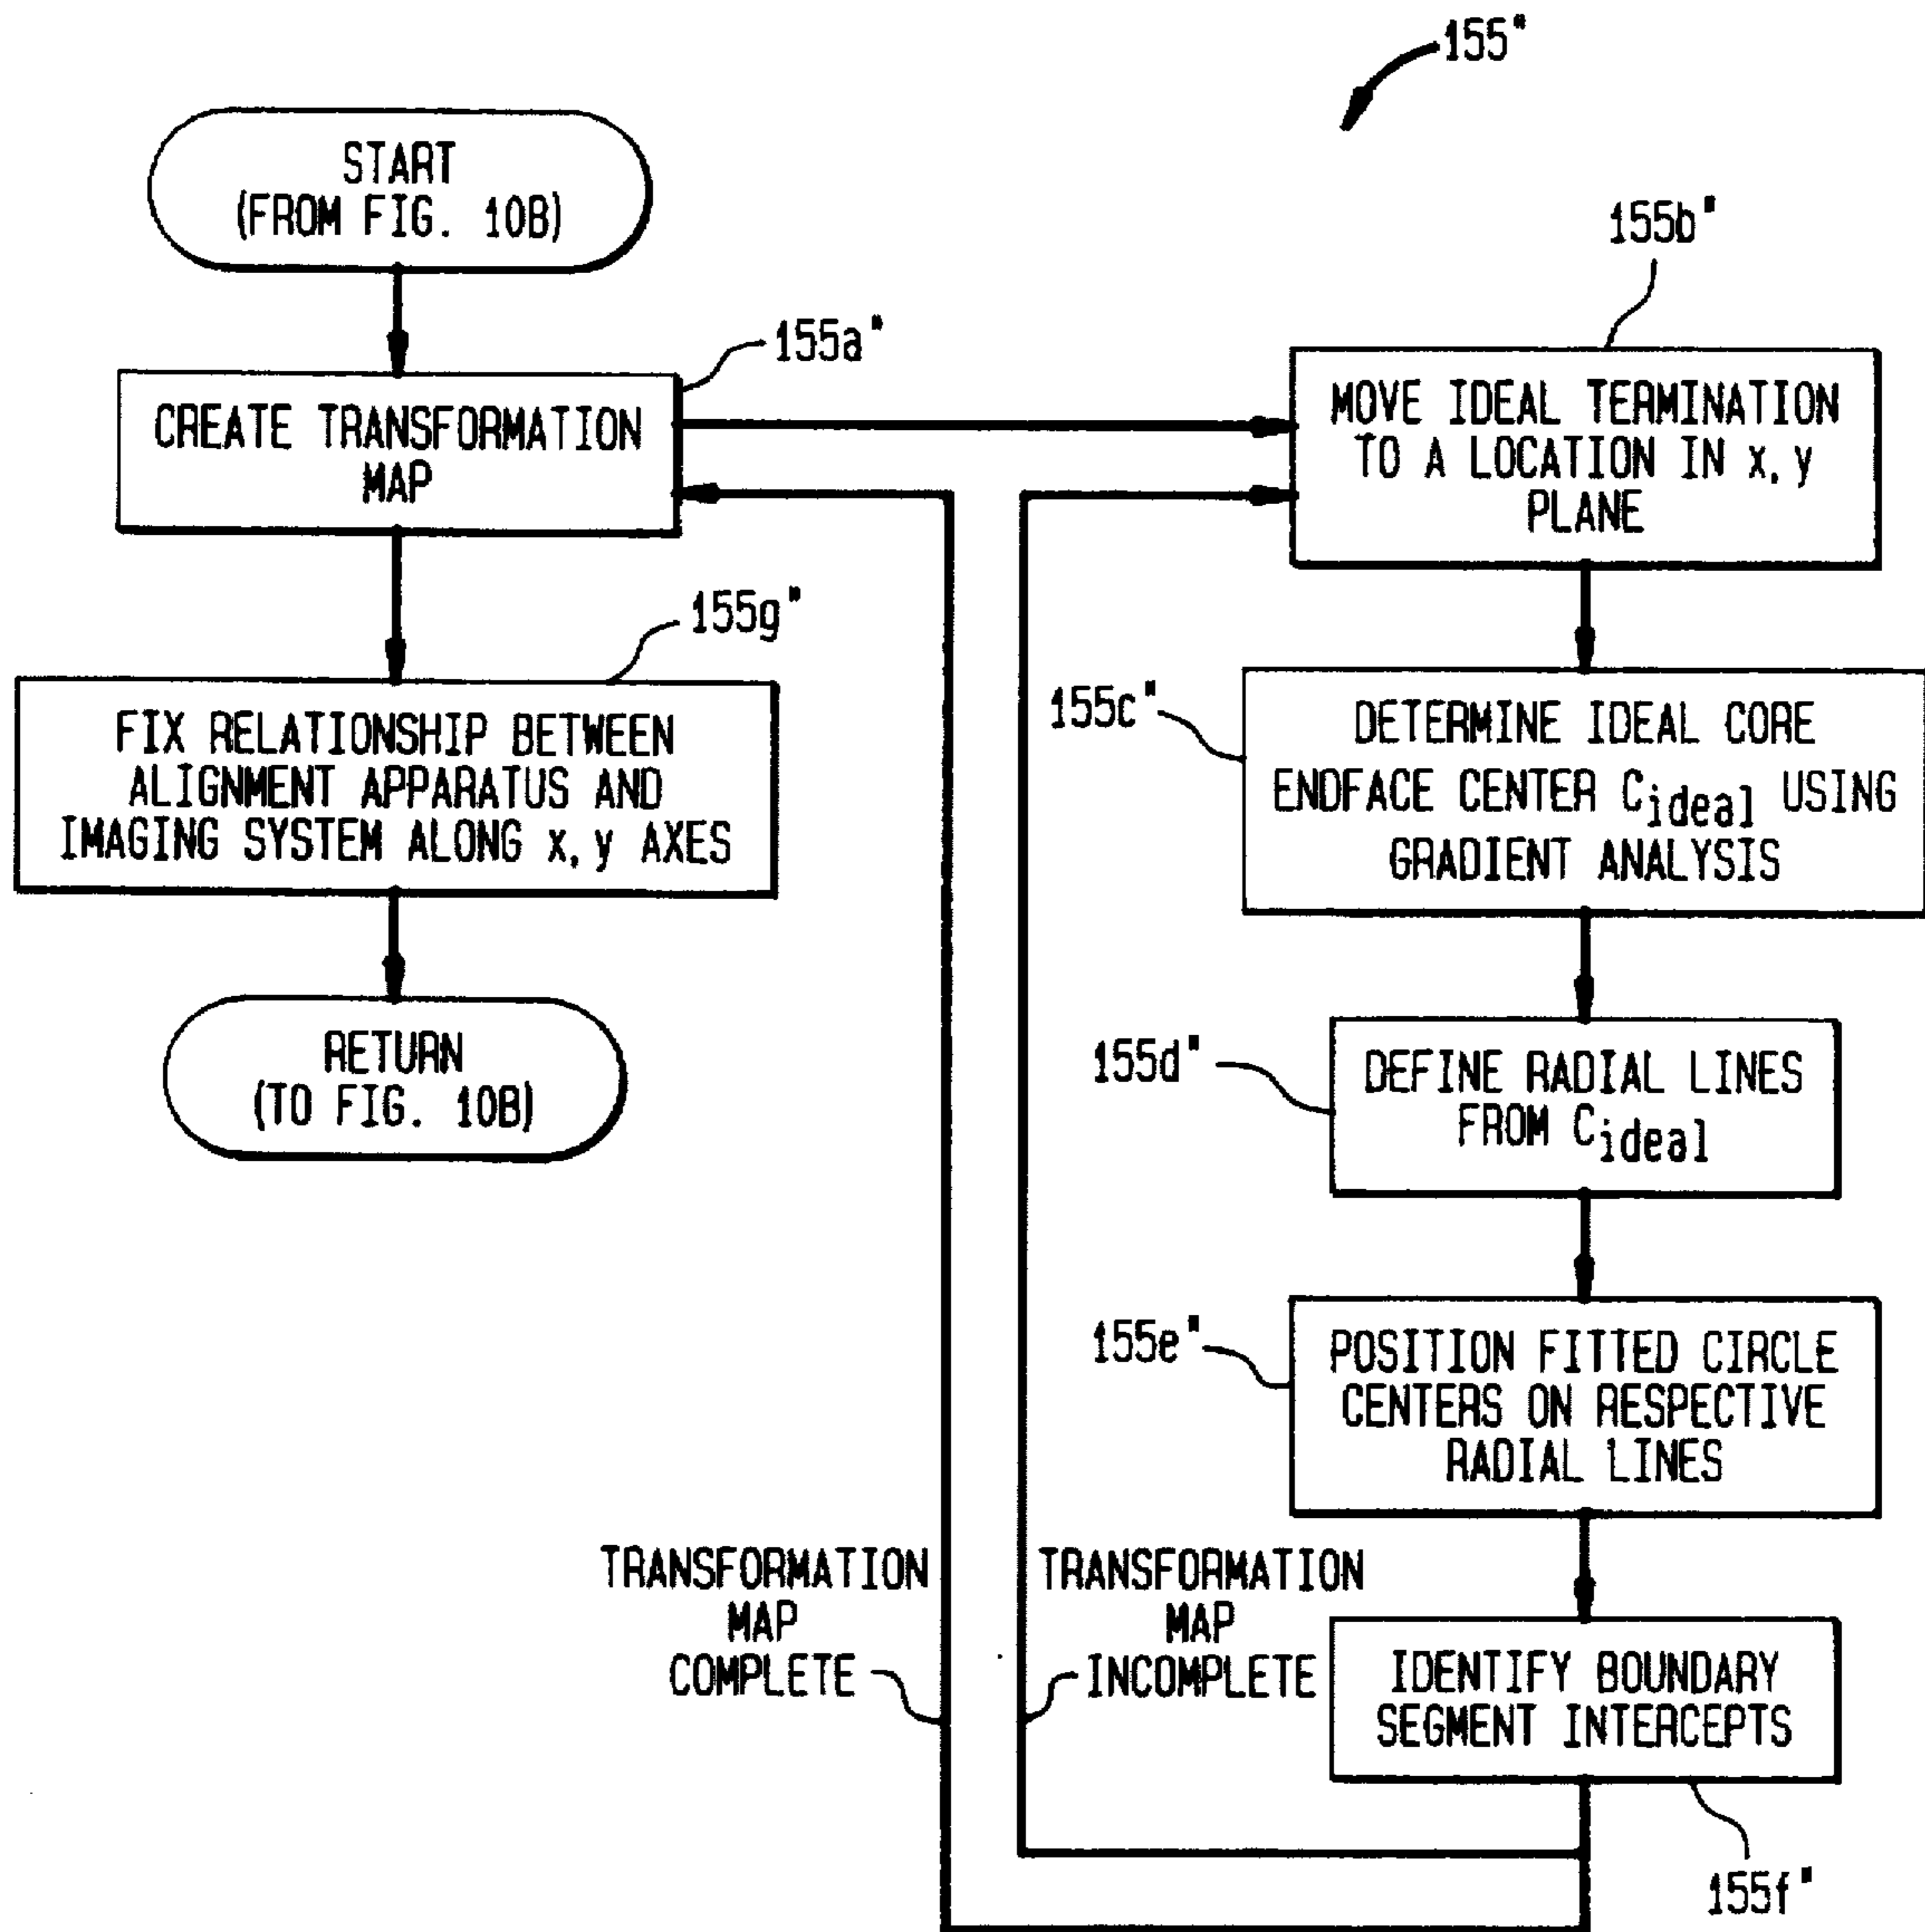 155"
START
(FROM FIG. 10B)
155a"
CREATE TRANSFORMATION
MAP
155g"
FIX RELATIONSHIP BETWEEN
ALIGNMENT APPARATUS AND
IMAGING SYSTEM ALONG x, y AXES
RETURN
(TO FIG. 10B)
155b"
MOVE IDEAL TERMINATION
TO A LOCATION IN x, y
PLANE
155c"
DETERMINE IDEAL CORE
ENDFACE CENTER Cideal USING
GRADIENT ANALYSIS
155d"
DEFINE RADIAL LINES
FROM Cideal
155e"
POSITION FITTED CIRCLE
CENTERS ON RESPECTIVE
RADIAL LINES
TRANSFORMATION
MAP
COMPLETE
TRANSFORMATION
MAP
INCOMPLETE
IDENTIFY BOUNDARY
SEGMENT INTERCEPTS
155f"